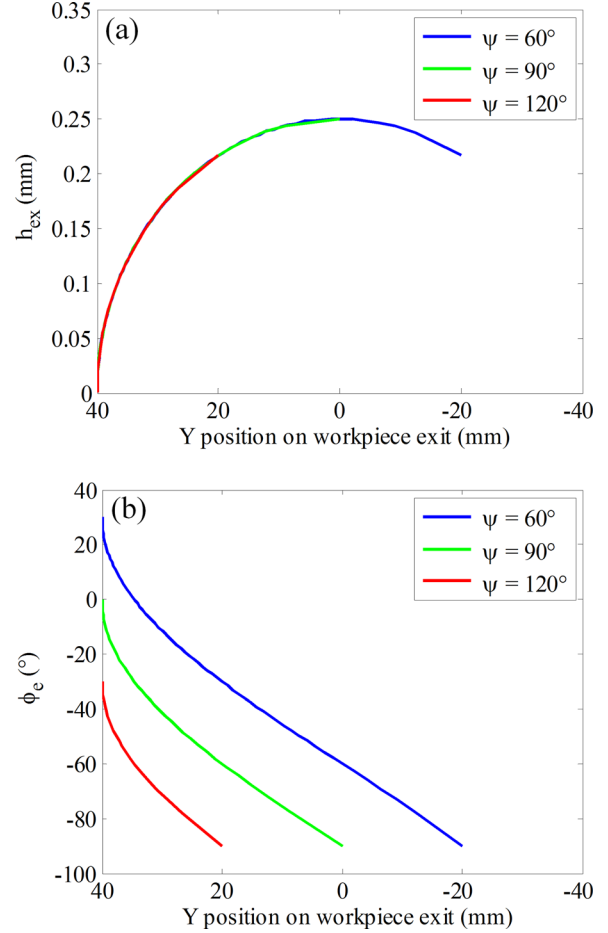 (a)
0.35
0.3
0.25
0.2
0.15
0.1
0.05
0
h_ex (mm)
ψ = 60°
ψ = 90°
ψ = 120°
40 20 0 -20 -40
Y position on workpiece exit (mm)
(b)
40
20
0
-20
-40
-60
-80
-100
ϕ_e (°)
ψ = 60°
ψ = 90°
ψ = 120°
40 20 0 -20 -40
Y position on workpiece exit (mm)